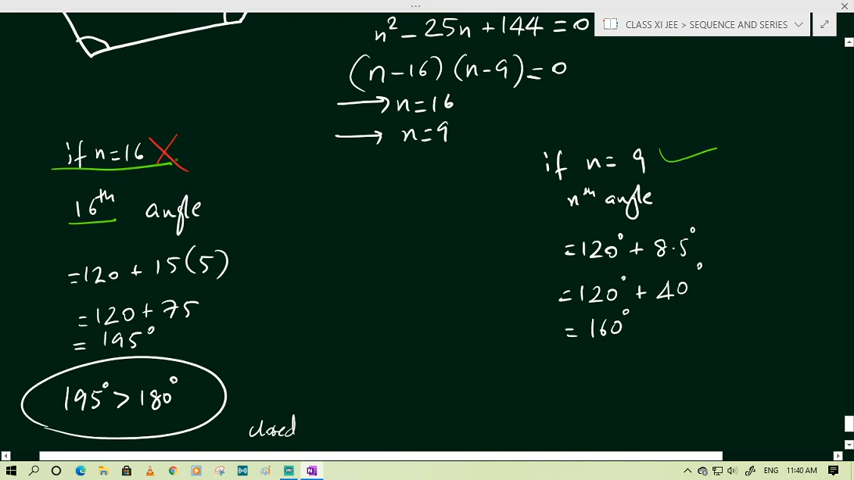 n² - 25n + 144 = 0
CLASS XI JEE > SEQUENCE AND SERIES
(n-16) (n-9) = 0
→ n=16
→ n=9
if n=16
16th angle
=120 + 15(5)
=120 + 75
= 195°
195° > 180°
closed
if n= 9
nth angle
=120° + 8·5°
=120° + 40°
= 160°
ENG 11:40 AM